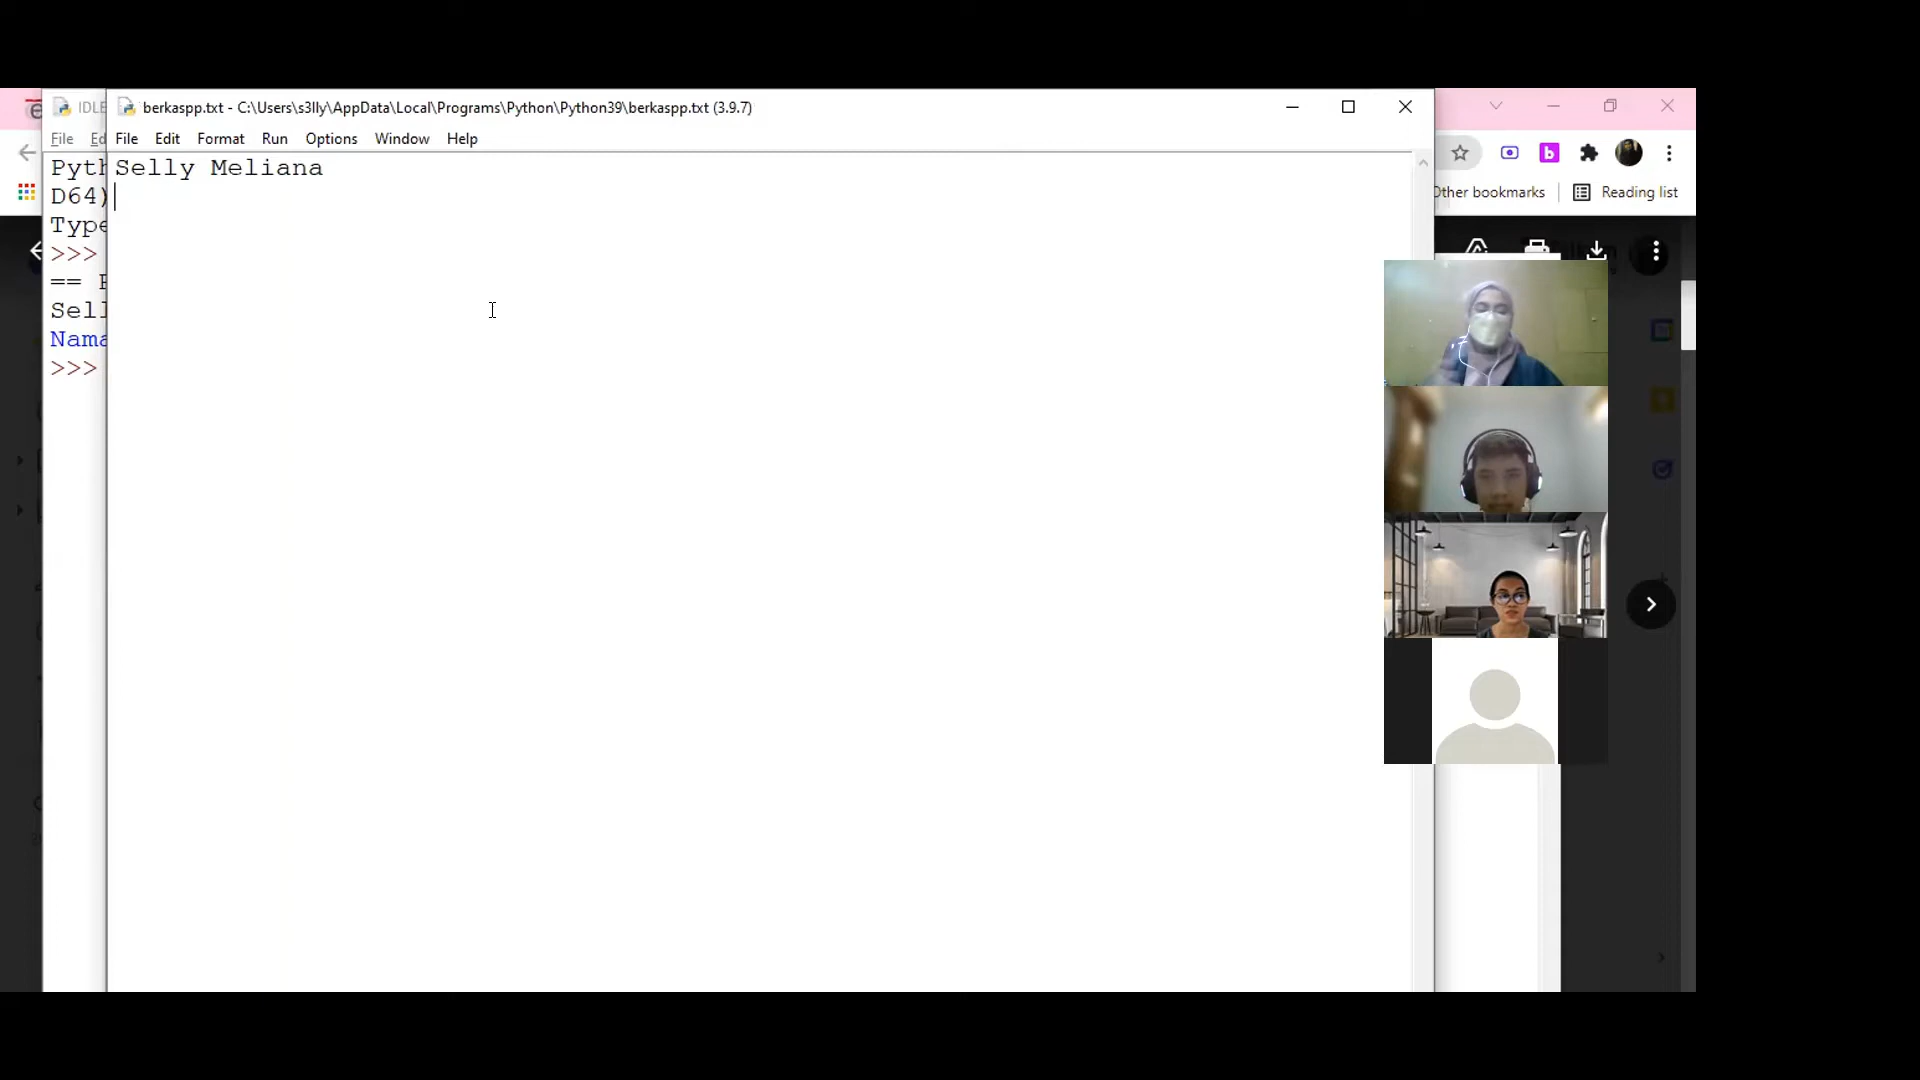 IDLE
berkaspp.txt - C:\Users\s3lly\AppData\Local\Programs\Python\Python39\berkaspp.txt (3.9.7)
File Ed
File Edit Format Run Options Window Help
Pyth
D64)
Type
>>>
==
Sell
Nama
>>>
Selly Meliana
Other bookmarks
Reading list